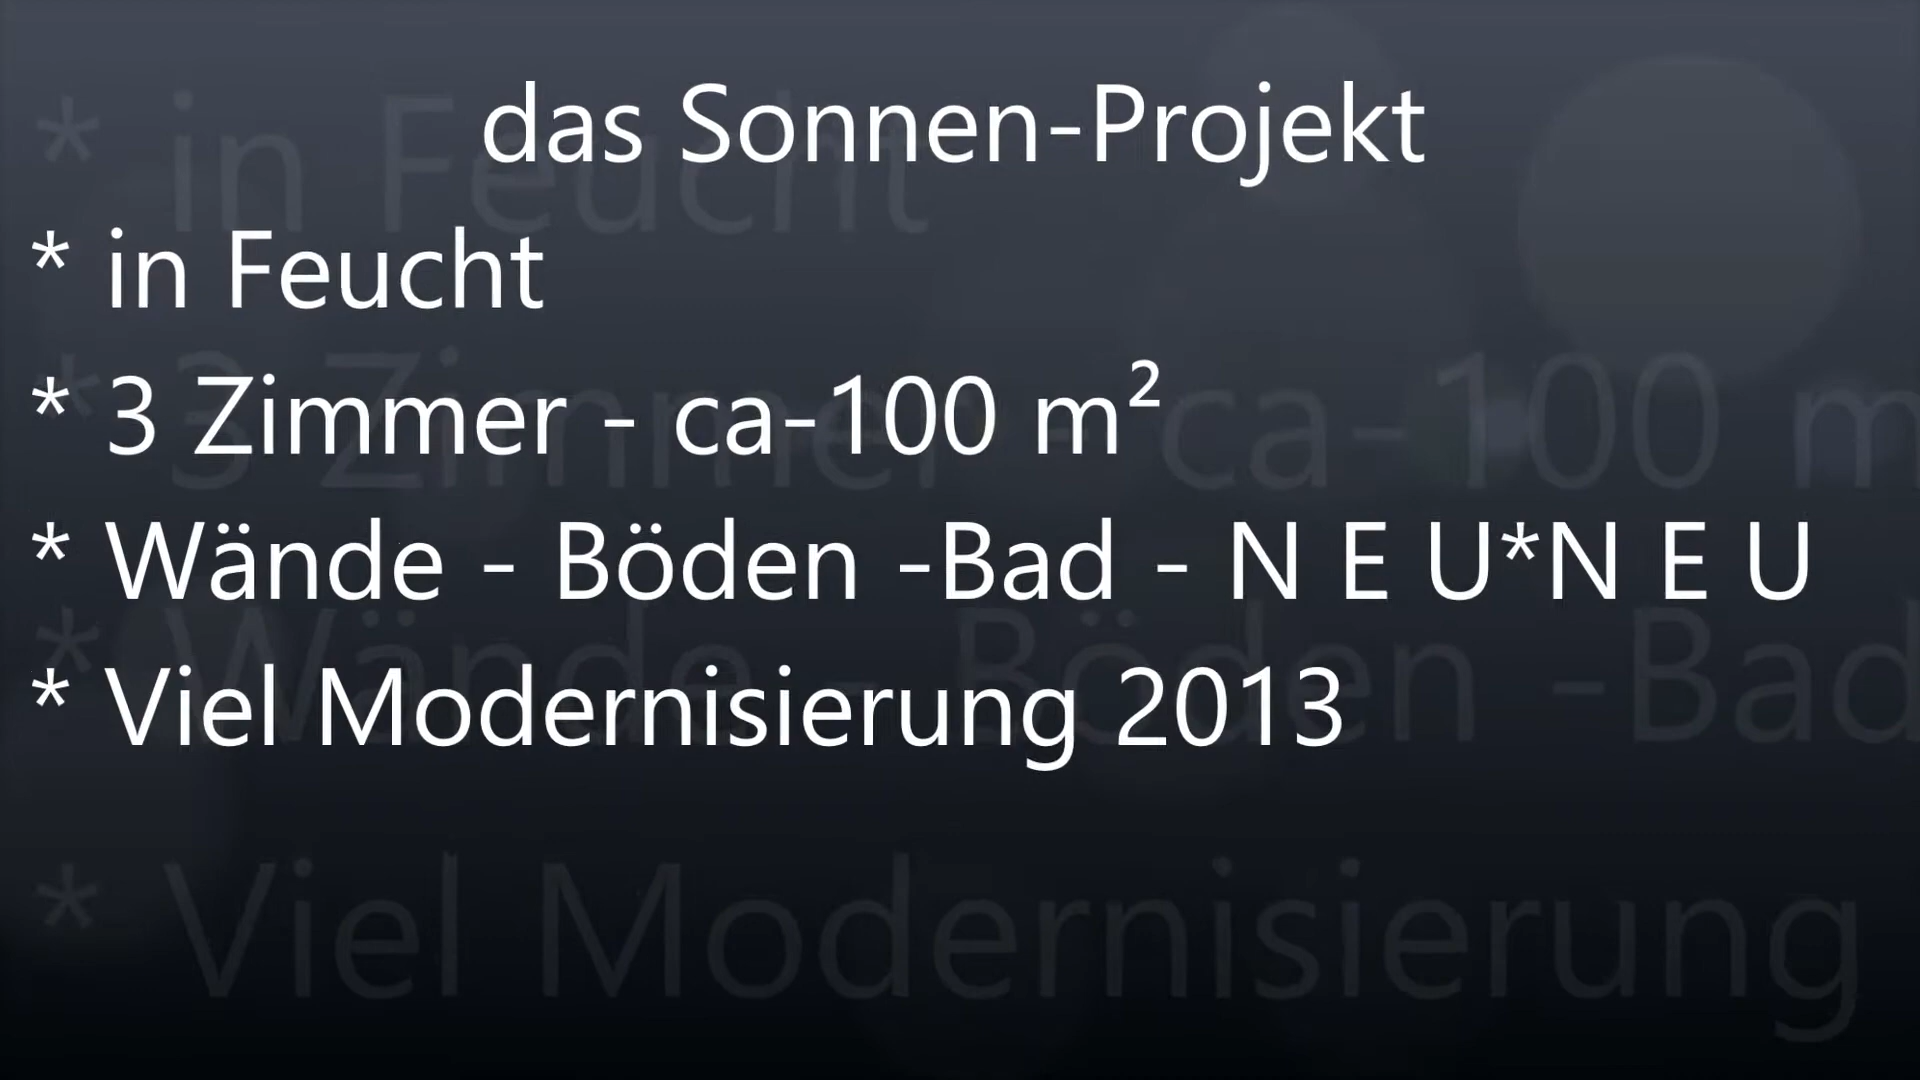 das Sonnen-Projekt
* in Feucht
* 3 Zimmer - ca-100 m²
* Wände - Böden -Bad - N E U*N E U
* Viel Modernisierung 2013